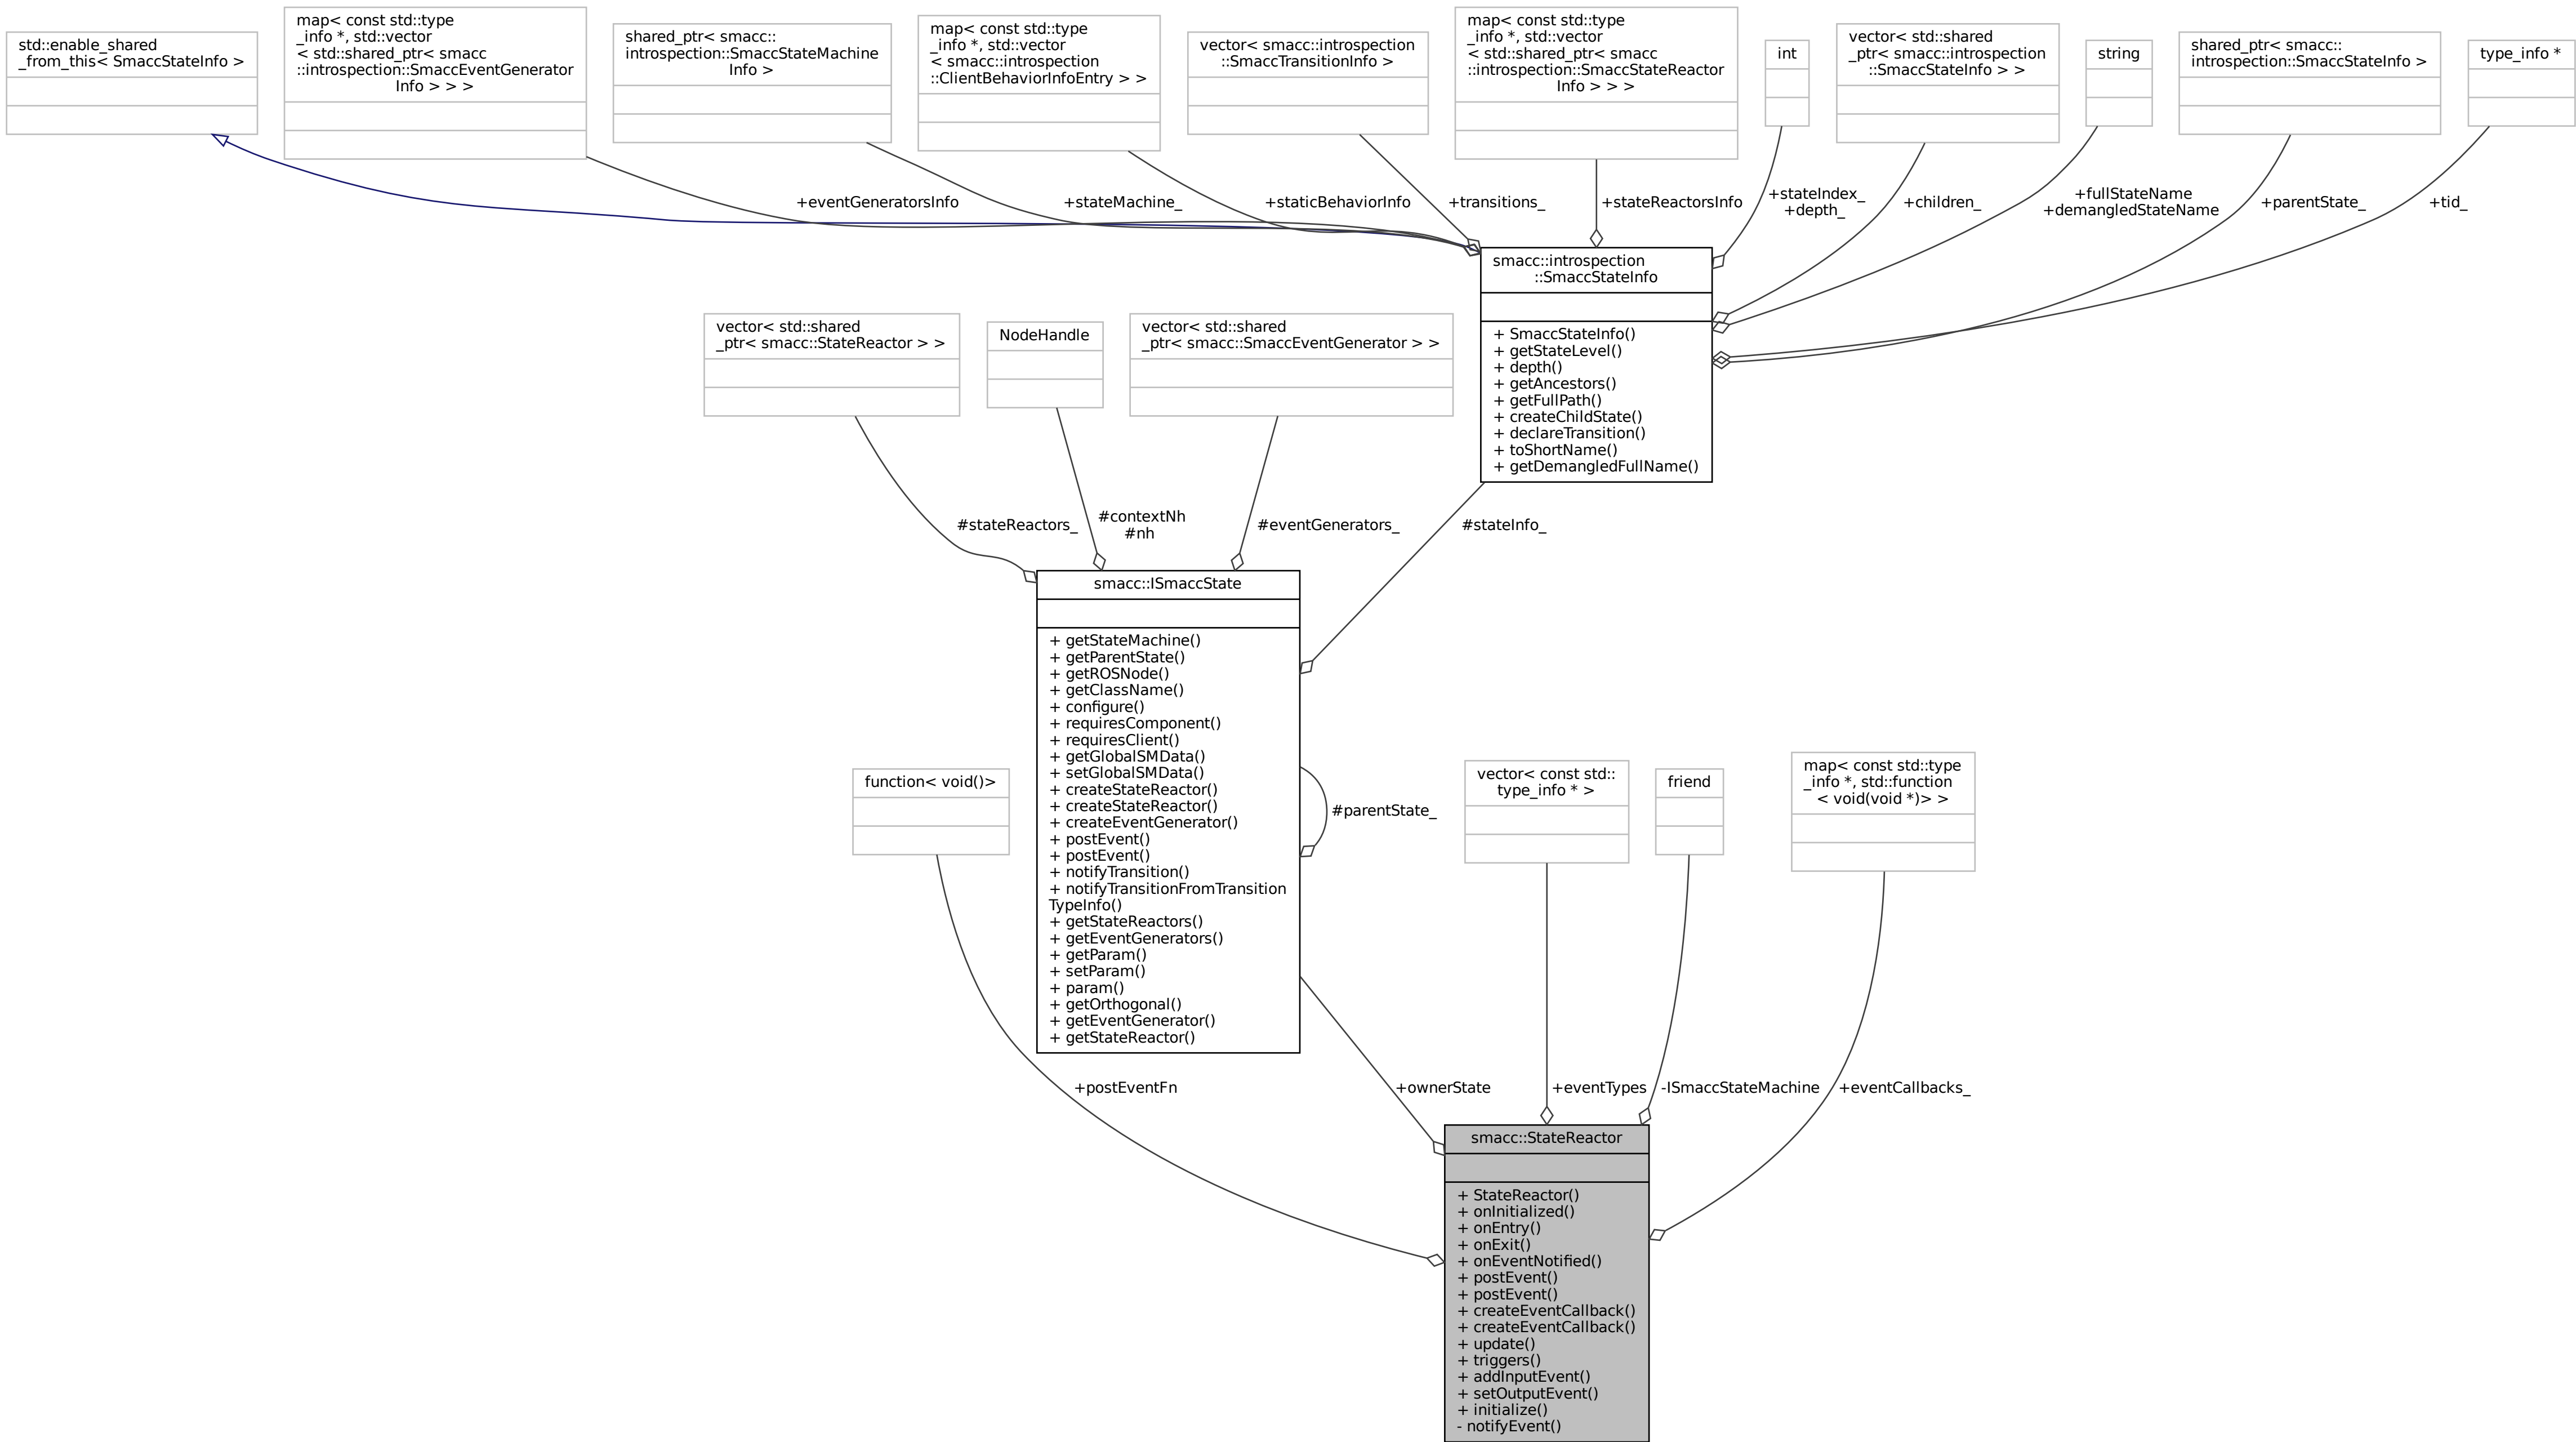 std::enable_shared
_from_this< SmaccStateInfo >
map< const std::type
_info *, std::vector
< std::shared_ptr< smacc
::introspection::SmaccEventGenerator
Info > > >
shared_ptr< smacc::
introspection::SmaccStateMachine
Info >
map< const std::type
_info *, std::vector
< smacc::introspection
::ClientBehaviorInfoEntry > >
vector< smacc::introspection
::SmaccTransitionInfo >
map< const std::type
_info *, std::vector
< std::shared_ptr< smacc
::introspection::SmaccStateReactor
Info > > >
int
vector< std::shared
_ptr< smacc::introspection
::SmaccStateInfo > >
string
shared_ptr< smacc::
introspection::SmaccStateInfo >
type_info *
+eventGeneratorsInfo
+stateMachine_
+staticBehaviorInfo
+transitions_
+stateReactorsInfo
+stateIndex_
+depth_
+children_
+fullStateName
+demangledStateName
+parentState_
+tid_
smacc::introspection
::SmaccStateInfo
+ SmaccStateInfo()
+ getStateLevel()
+ depth()
+ getAncestors()
+ getFullPath()
+ createChildState()
+ declareTransition()
+ toShortName()
+ getDemangledFullName()
vector< std::shared
_ptr< smacc::StateReactor > >
NodeHandle
vector< std::shared
_ptr< smacc::SmaccEventGenerator > >
#stateReactors_
#contextNh
#nh
#eventGenerators_
#stateInfo_
smacc::ISmaccState
+ getStateMachine()
+ getParentState()
+ getROSNode()
+ getClassName()
+ configure()
+ requiresComponent()
+ requiresClient()
+ getGlobalSMData()
+ setGlobalSMData()
+ createStateReactor()
+ createStateReactor()
+ createEventGenerator()
+ postEvent()
+ postEvent()
+ notifyTransition()
+ notifyTransitionFromTransition
TypeInfo()
+ getStateReactors()
+ getEventGenerators()
+ getParam()
+ setParam()
+ param()
+ getOrthogonal()
+ getEventGenerator()
+ getStateReactor()
#parentState_
function< void()>
vector< const std::
type_info * >
friend
map< const std::type
_info *, std::function
< void(void *)> >
+postEventFn
+ownerState
+eventTypes
-ISmaccStateMachine
+eventCallbacks_
smacc::StateReactor
+ StateReactor()
+ onInitialized()
+ onEntry()
+ onExit()
+ onEventNotified()
+ postEvent()
+ postEvent()
+ createEventCallback()
+ createEventCallback()
+ update()
+ triggers()
+ addInputEvent()
+ setOutputEvent()
+ initialize()
- notifyEvent()